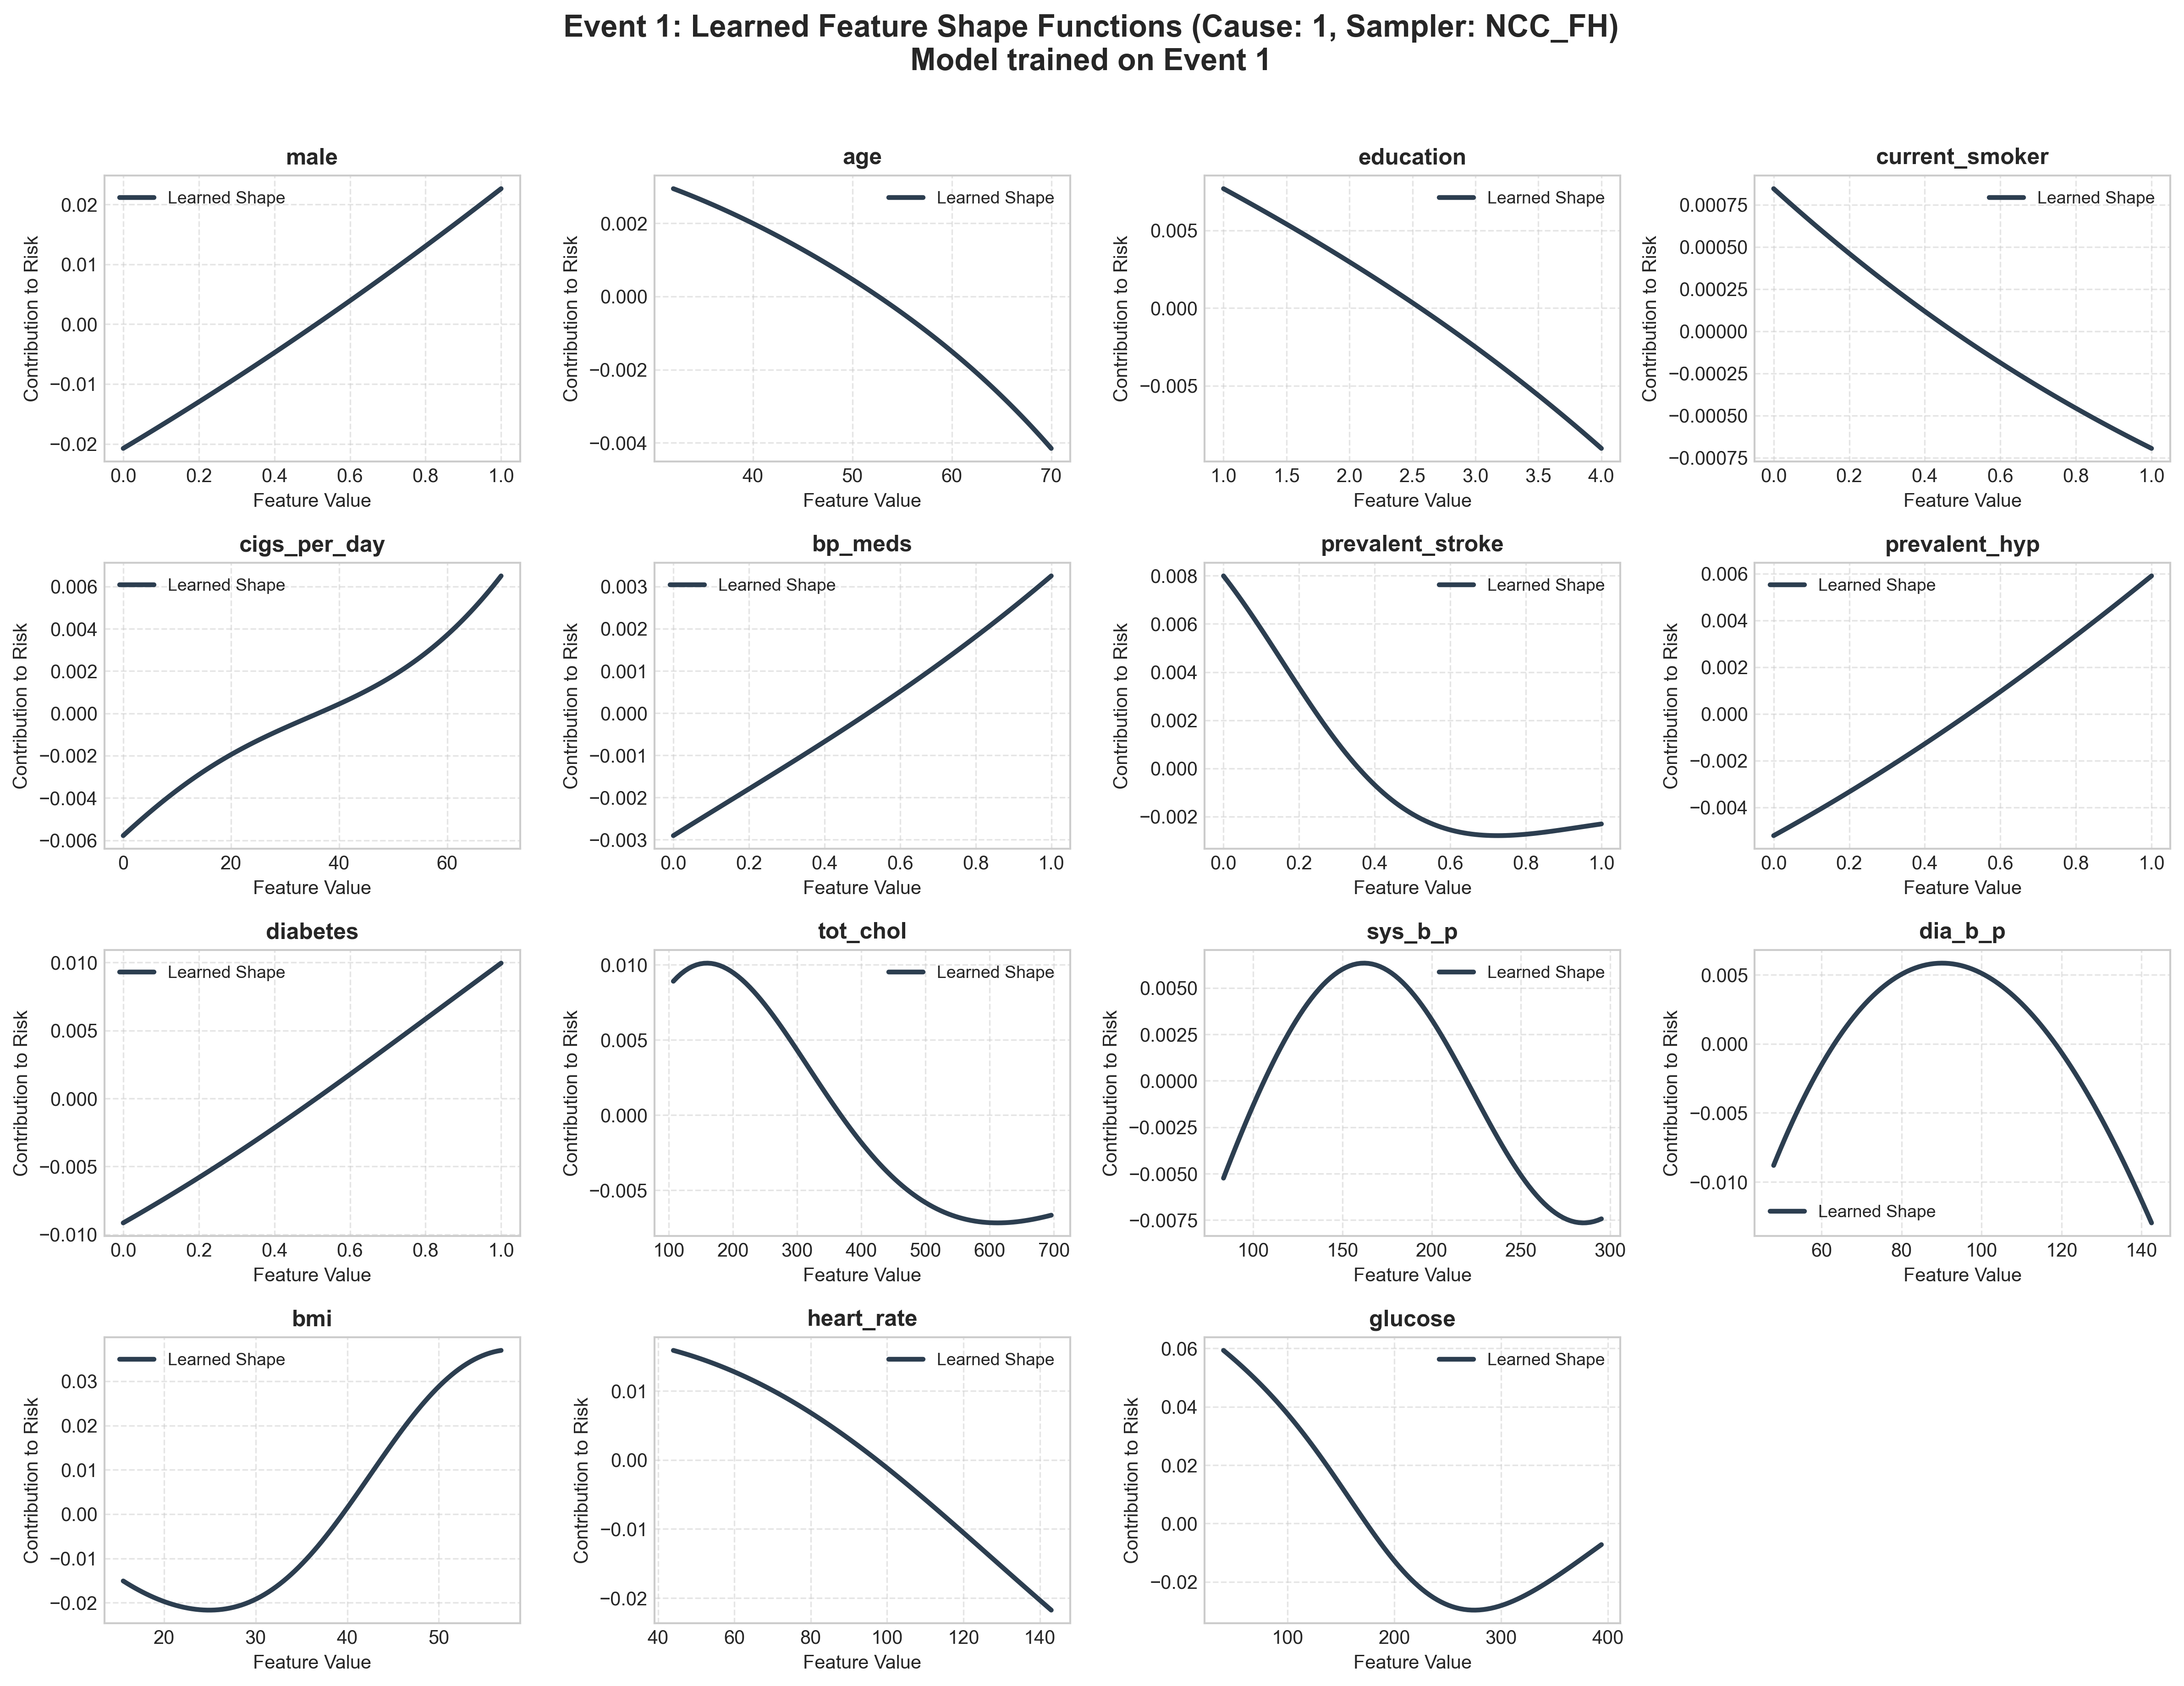 Event 1: Learned Feature Shape Functions (Cause: 1, Sampler: NCC_FH)
Model trained on Event 1
male
Learned Shape
Contribution to Risk
0.02
0.01
0.00
−0.01
−0.02
0.0 0.2 0.4 0.6 0.8 1.0
Feature Value
age
Learned Shape
Contribution to Risk
0.002
0.000
−0.002
−0.004
40 50 60 70
Feature Value
education
Learned Shape
Contribution to Risk
0.005
0.000
−0.005
1.0 1.5 2.0 2.5 3.0 3.5 4.0
Feature Value
current_smoker
Learned Shape
Contribution to Risk
0.00075
0.00050
0.00025
0.00000
−0.00025
−0.00050
−0.00075
0.0 0.2 0.4 0.6 0.8 1.0
Feature Value
cigs_per_day
Learned Shape
Contribution to Risk
0.006
0.004
0.002
0.000
−0.002
−0.004
−0.006
0 20 40 60
Feature Value
bp_meds
Learned Shape
Contribution to Risk
0.003
0.002
0.001
0.000
−0.001
−0.002
−0.003
0.0 0.2 0.4 0.6 0.8 1.0
Feature Value
prevalent_stroke
Learned Shape
Contribution to Risk
0.008
0.006
0.004
0.002
0.000
−0.002
0.0 0.2 0.4 0.6 0.8 1.0
Feature Value
prevalent_hyp
Learned Shape
Contribution to Risk
0.006
0.004
0.002
0.000
−0.002
−0.004
0.0 0.2 0.4 0.6 0.8 1.0
Feature Value
diabetes
Learned Shape
Contribution to Risk
0.010
0.005
0.000
−0.005
−0.010
0.0 0.2 0.4 0.6 0.8 1.0
Feature Value
tot_chol
Learned Shape
Contribution to Risk
0.010
0.005
0.000
−0.005
100 200 300 400 500 600 700
Feature Value
sys_b_p
Learned Shape
Contribution to Risk
0.0050
0.0025
0.0000
−0.0025
−0.0050
−0.0075
100 150 200 250 300
Feature Value
dia_b_p
Learned Shape
Contribution to Risk
0.005
0.000
−0.005
−0.010
60 80 100 120 140
Feature Value
bmi
Learned Shape
Contribution to Risk
0.03
0.02
0.01
0.00
−0.01
−0.02
20 30 40 50
Feature Value
heart_rate
Learned Shape
Contribution to Risk
0.01
0.00
−0.01
−0.02
40 60 80 100 120 140
Feature Value
glucose
Learned Shape
Contribution to Risk
0.06
0.04
0.02
0.00
−0.02
100 200 300 400
Feature Value